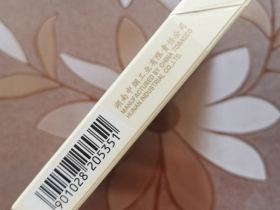 湖南中烟工业有限责任公司
MANUFACTURED BY CHINA TOBACCO
HUNAN INDUSTRIAL CO.,LTD.
901028 205351